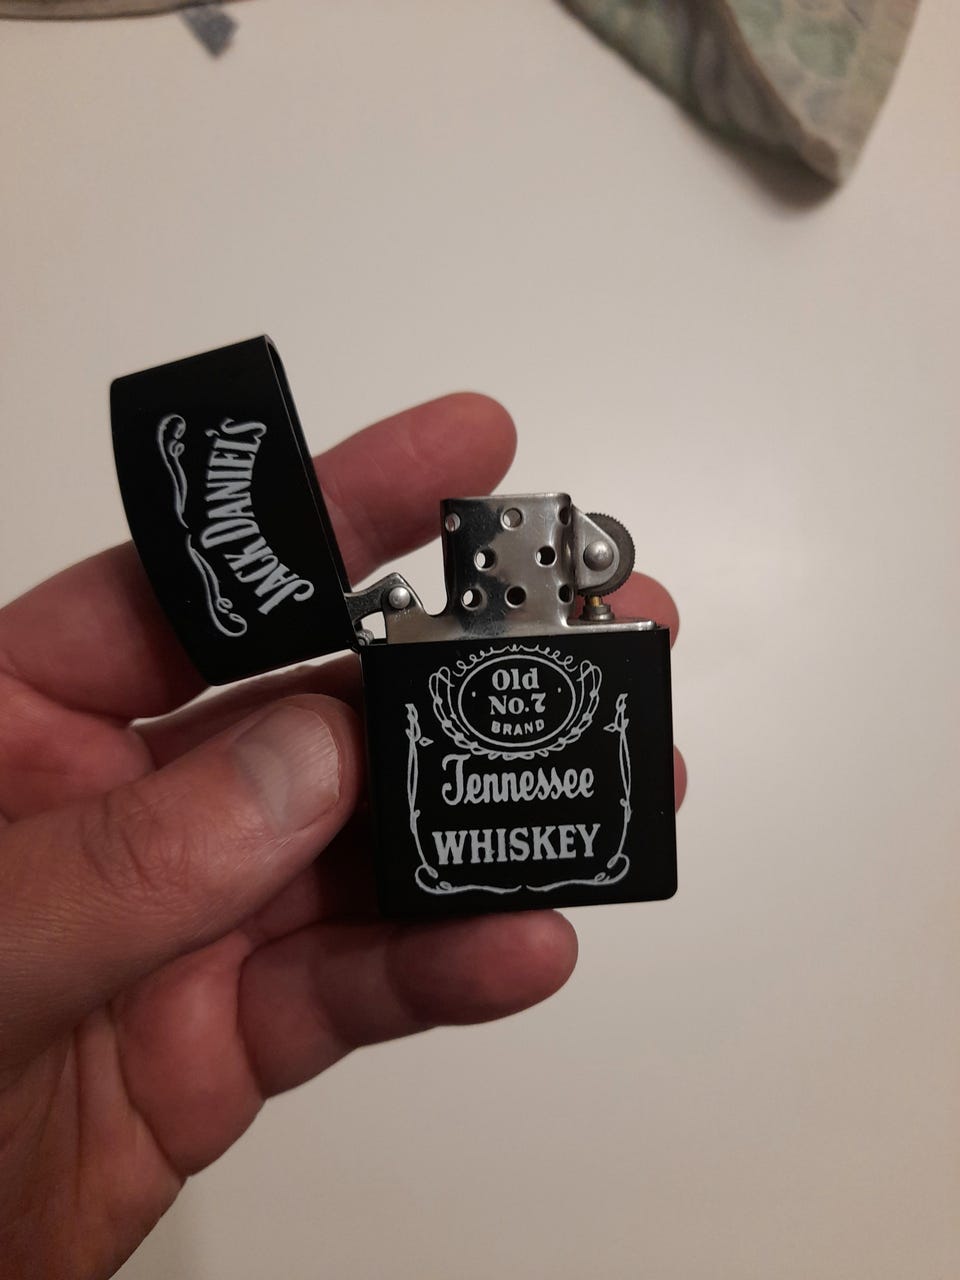 JACK DANIEL'S
Old
No.7
BRAND
Tennessee
WHISKEY